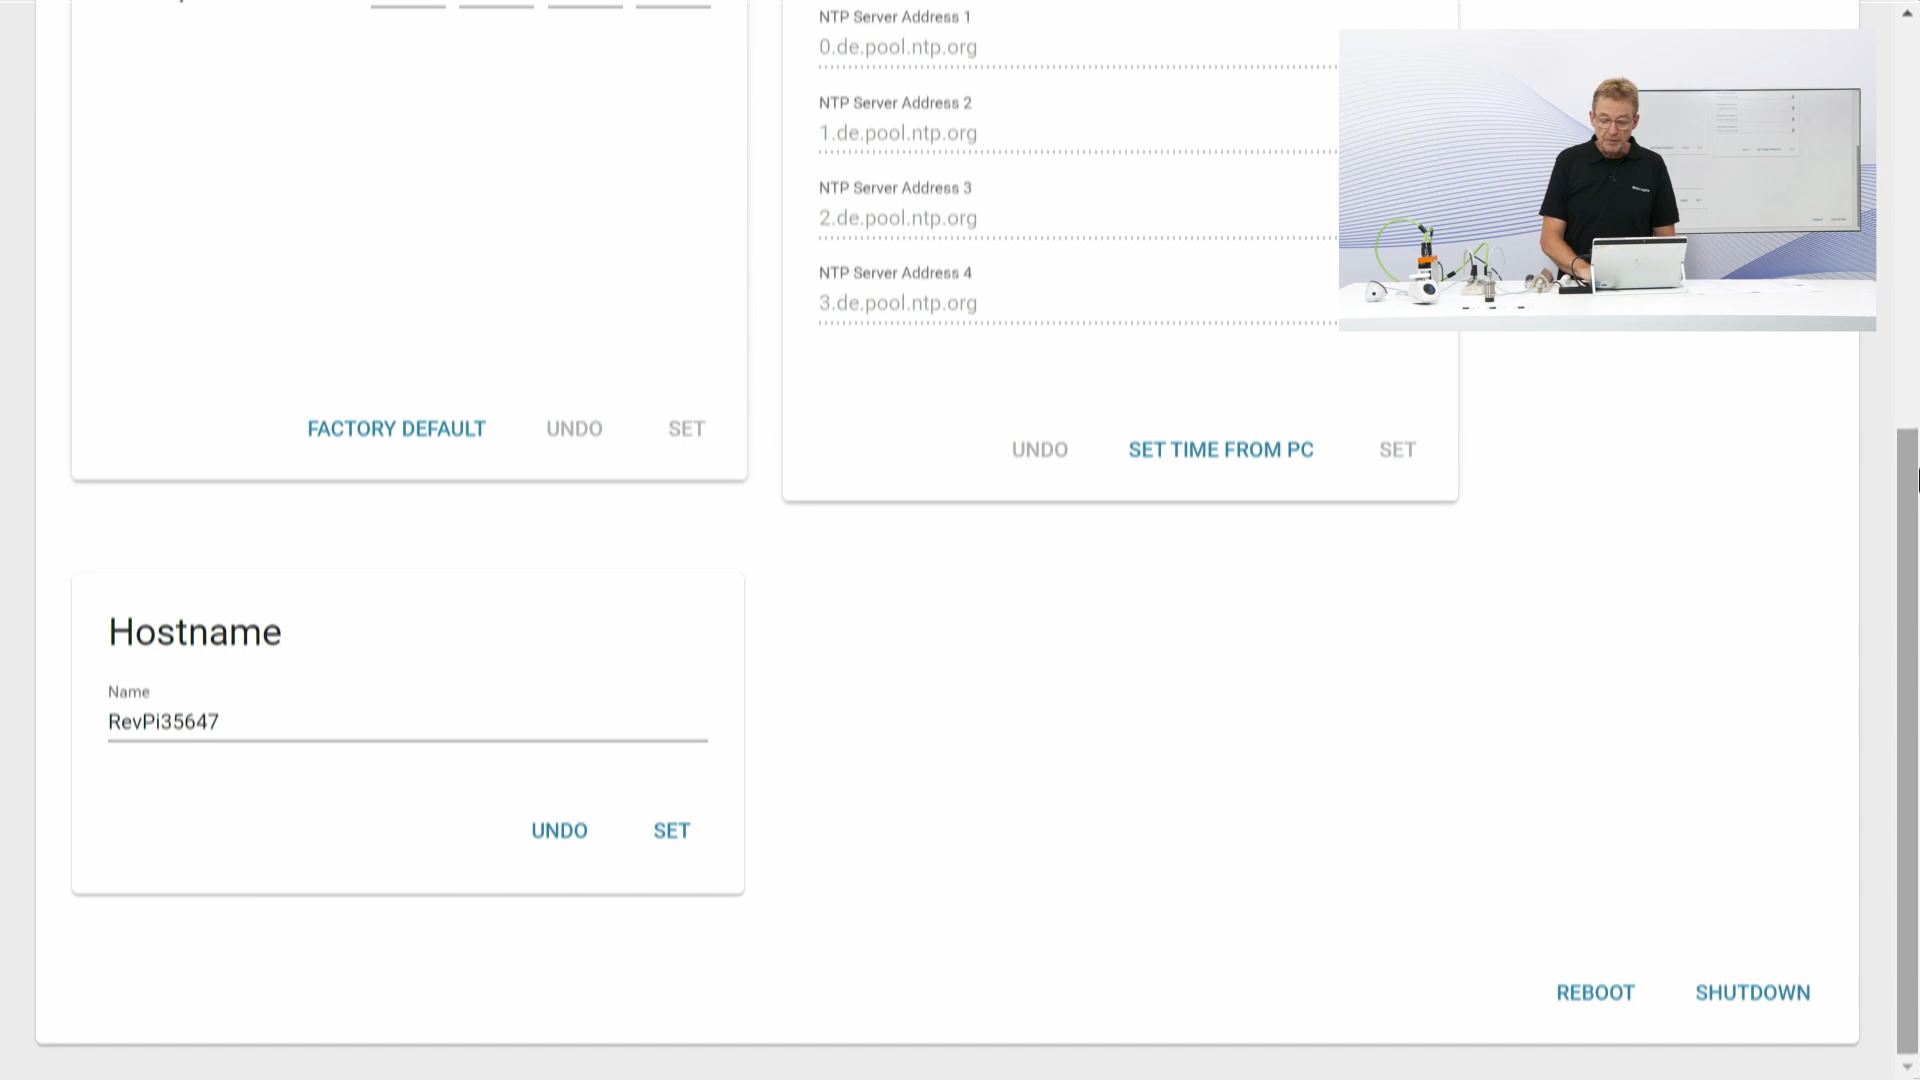 NTP Server Address 1
0.de.pool.ntp.org
NTP Server Address 2
1.de.pool.ntp.org
NTP Server Address 3
2.de.pool.ntp.org
NTP Server Address 4
3.de.pool.ntp.org
FACTORY DEFAULT UNDO SET
UNDO SET TIME FROM PC SET
Hostname
Name
RevPi35647
UNDO SET
REBOOT SHUTDOWN